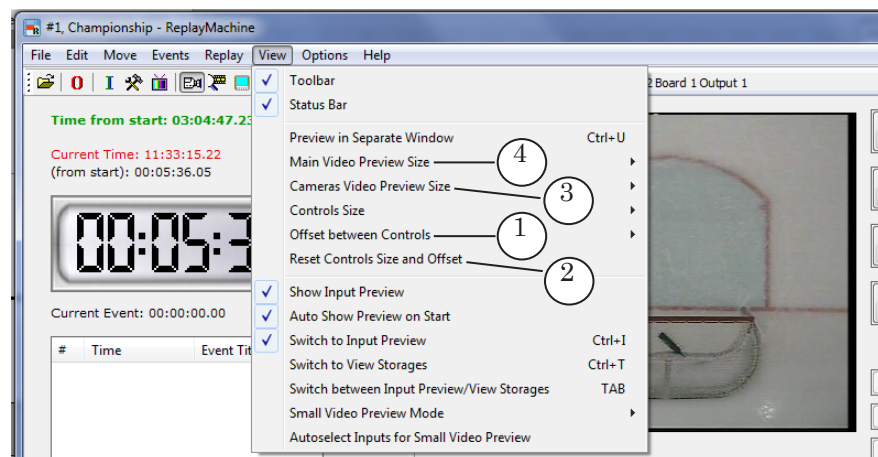 #1, Championship - ReplayMachine
File Edit Move Events Replay View Options Help
2 Board 1 Output 1
Time from start: 03:04:47.23
Current Time: 11:33:15.22
(from start): 00:05:36.05
00:05:3
Current Event: 00:00:00.00
# Time Event Tit
Toolbar
Status Bar
Preview in Separate Window Ctrl+U
Main Video Preview Size 4
Cameras Video Preview Size 3
Controls Size
Offset between Controls 1
Reset Controls Size and Offset 2
Show Input Preview
Auto Show Preview on Start
Switch to Input Preview Ctrl+I
Switch to View Storages Ctrl+T
Switch between Input Preview/View Storages TAB
Small Video Preview Mode
Autoselect Inputs for Small Video Preview